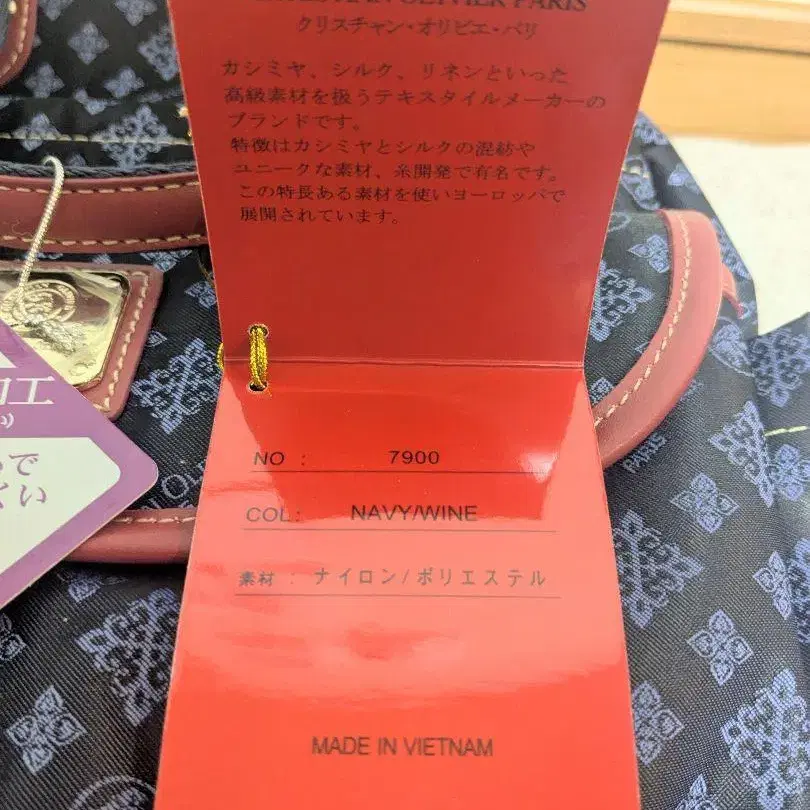 OLIVIER PARIS
クリスチャン・オリビエ・パリ
カシミヤ、シルク、リネンといった
高級素材を扱うテキスタイルメーカーの
ブランドです。
特徴はカシミヤとシルクの混紡や
ユニークな素材、糸開発で有名です。
この特長ある素材を使いヨーロッパで
展開されています。
NO : 7900
COL: NAVY/WINE
素材 : ナイロン/ポリエステル
MADE IN VIETNAM
PARIS